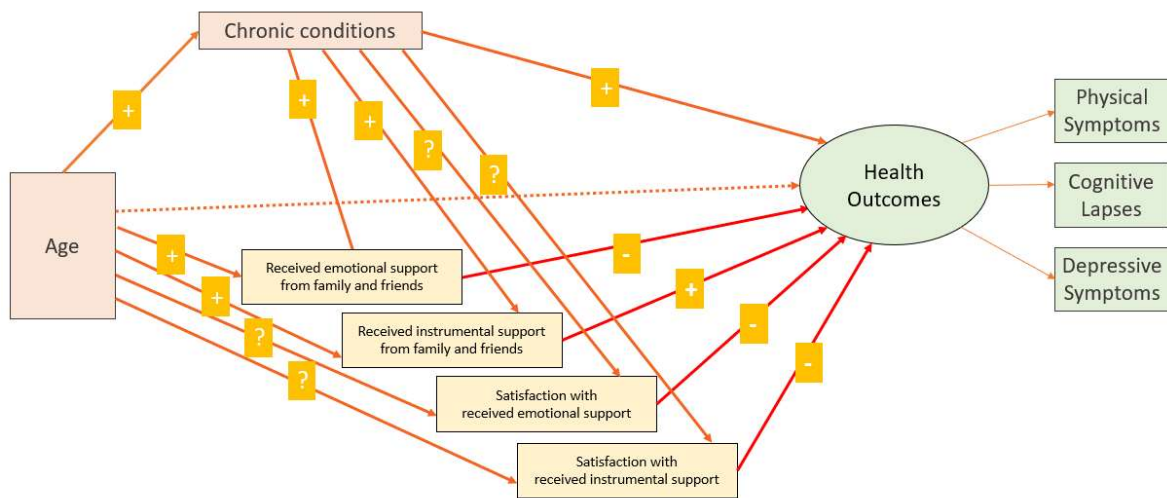 Chronic conditions
+
+
+
+
?
?
Physical
Symptoms
Health
Outcomes
Cognitive
Lapses
Age
Depressive
Symptoms
+
Received emotional support
from family and friends
-
+
Received instrumental support
from family and friends
+
?
-
Satisfaction with
received emotional support
?
-
Satisfaction with
received instrumental support